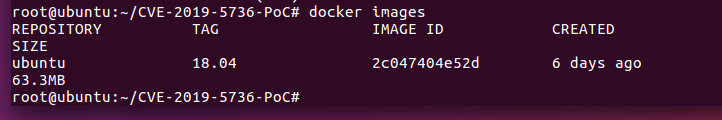 root@ubuntu:~/CVE-2019-5736-PoC# docker images
REPOSITORY TAG IMAGE ID CREATED
SIZE
ubuntu 18.04 2c047404e52d 6 days ago
63.3MB
root@ubuntu:~/CVE-2019-5736-PoC#